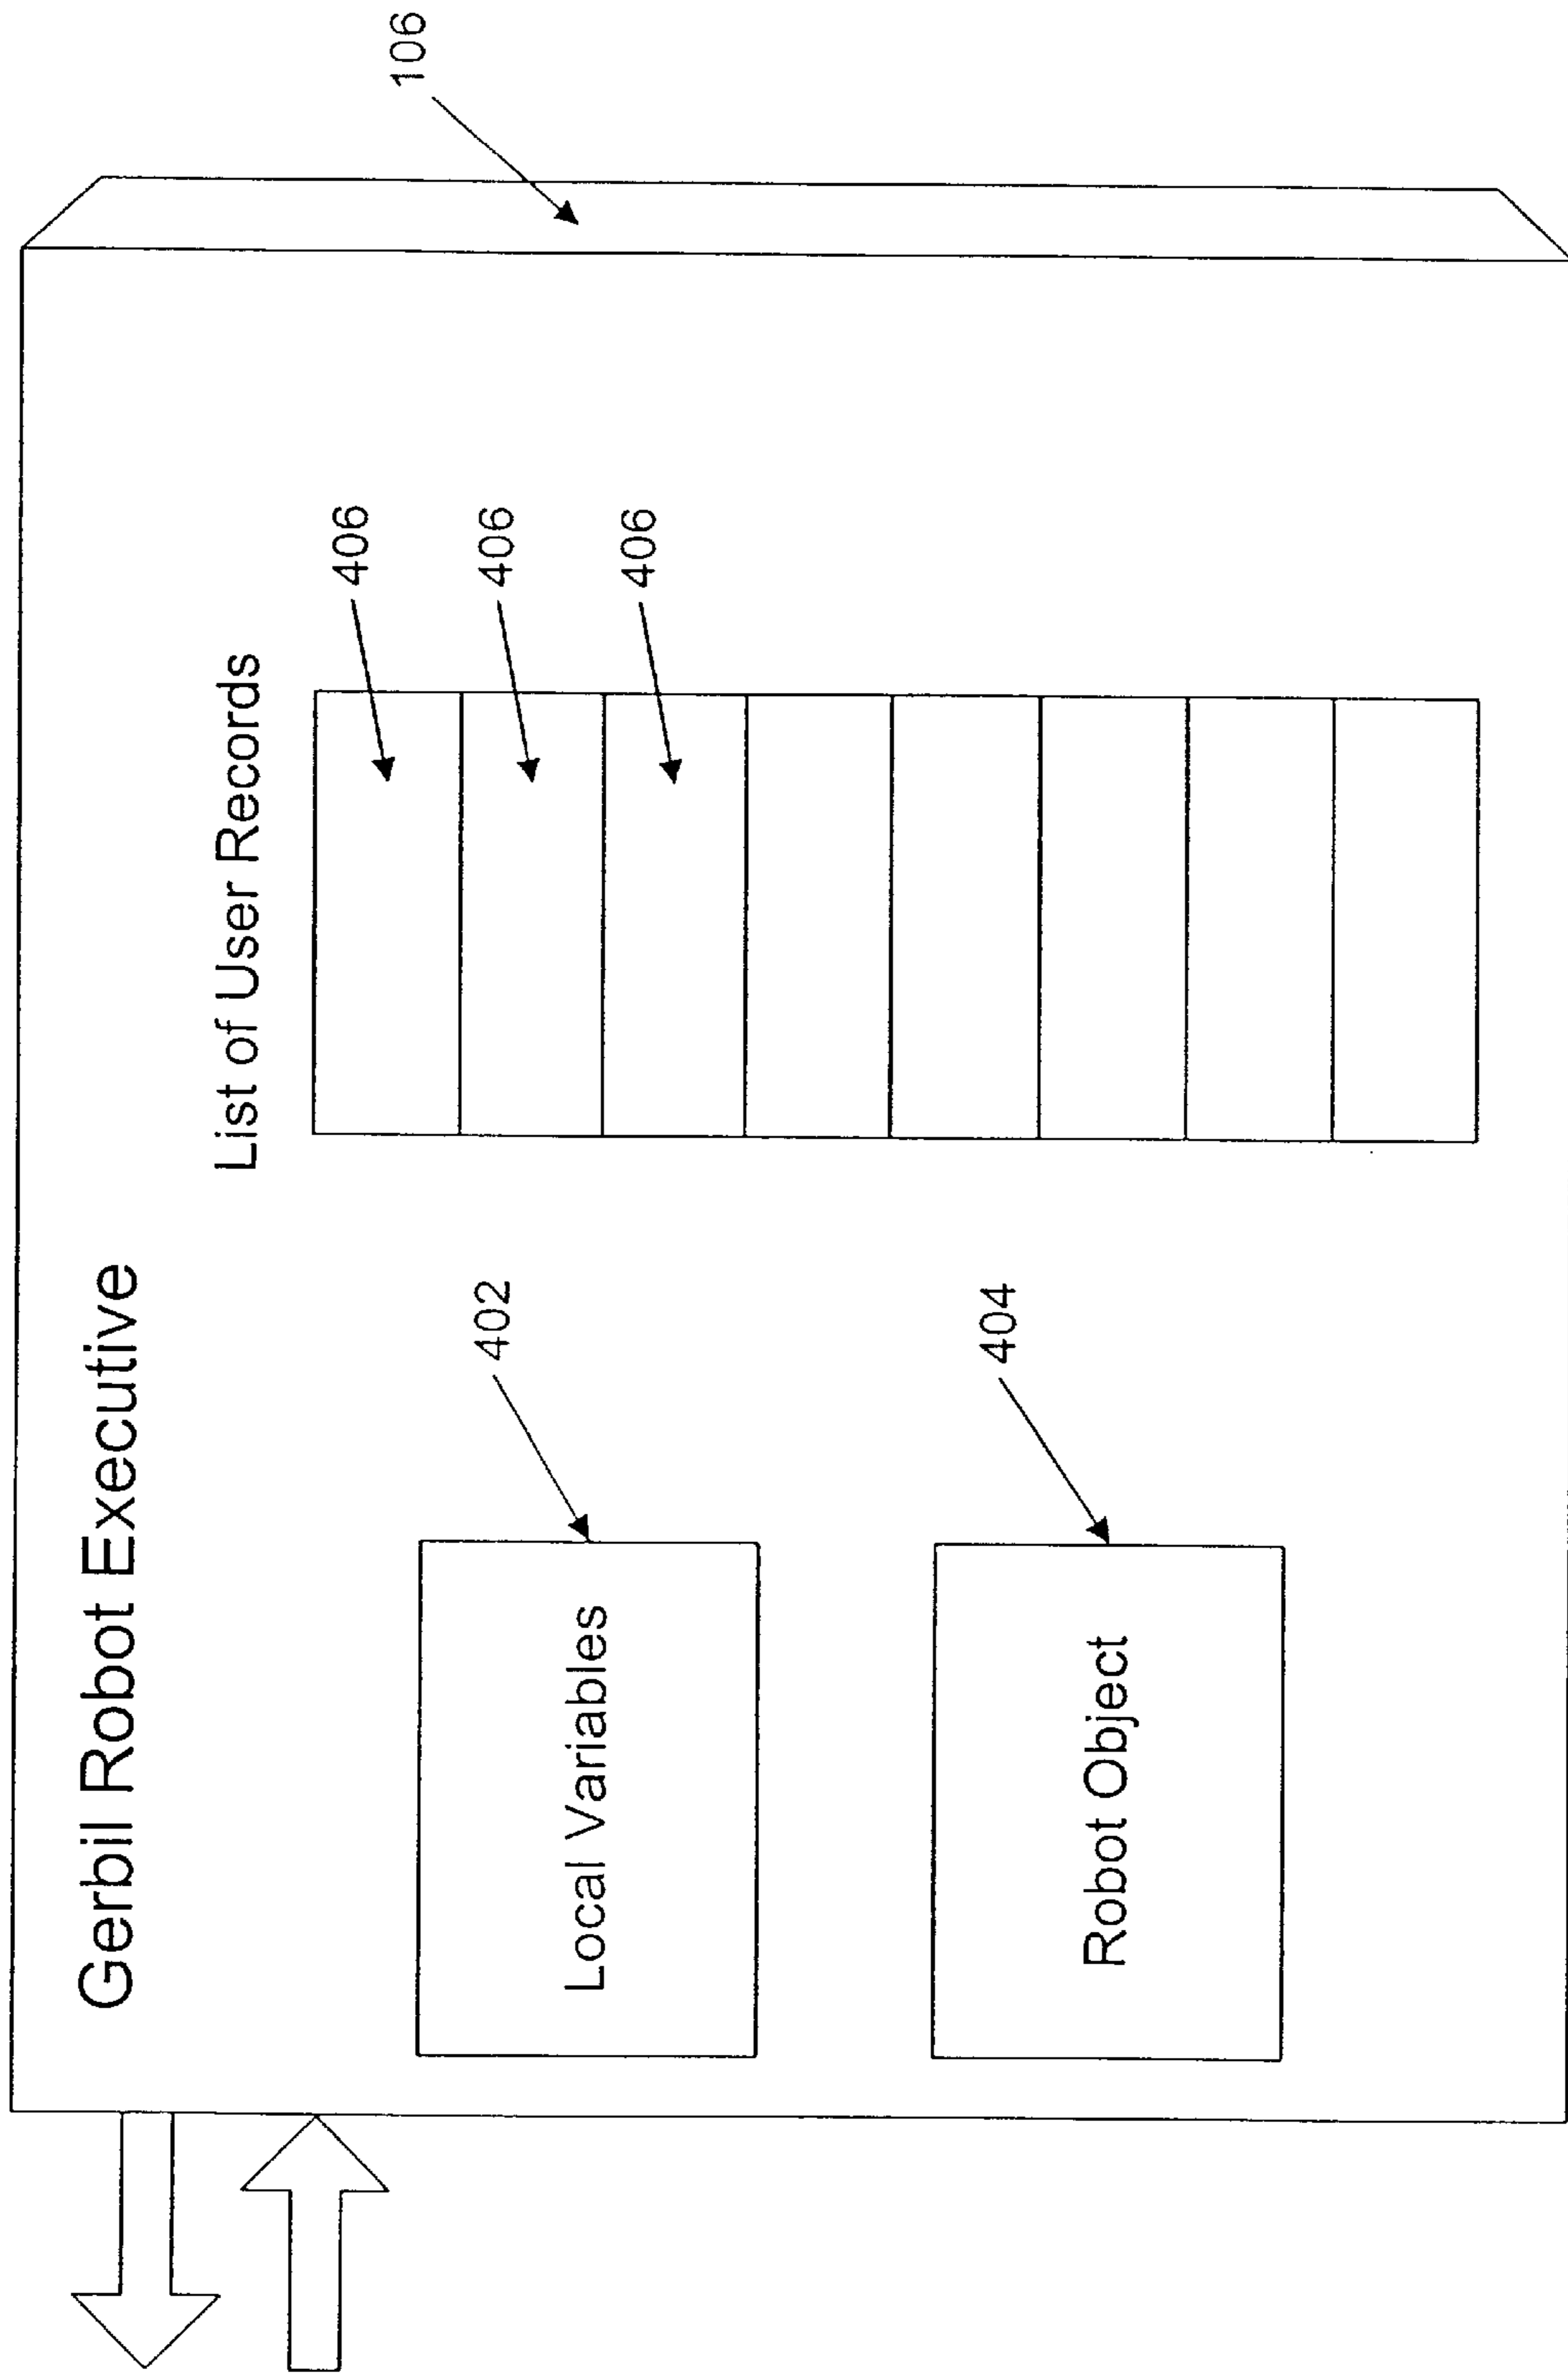 Gerbil Robot Executive
List of User Records
106
406
406
406
402
Local Variables
404
Robot Object